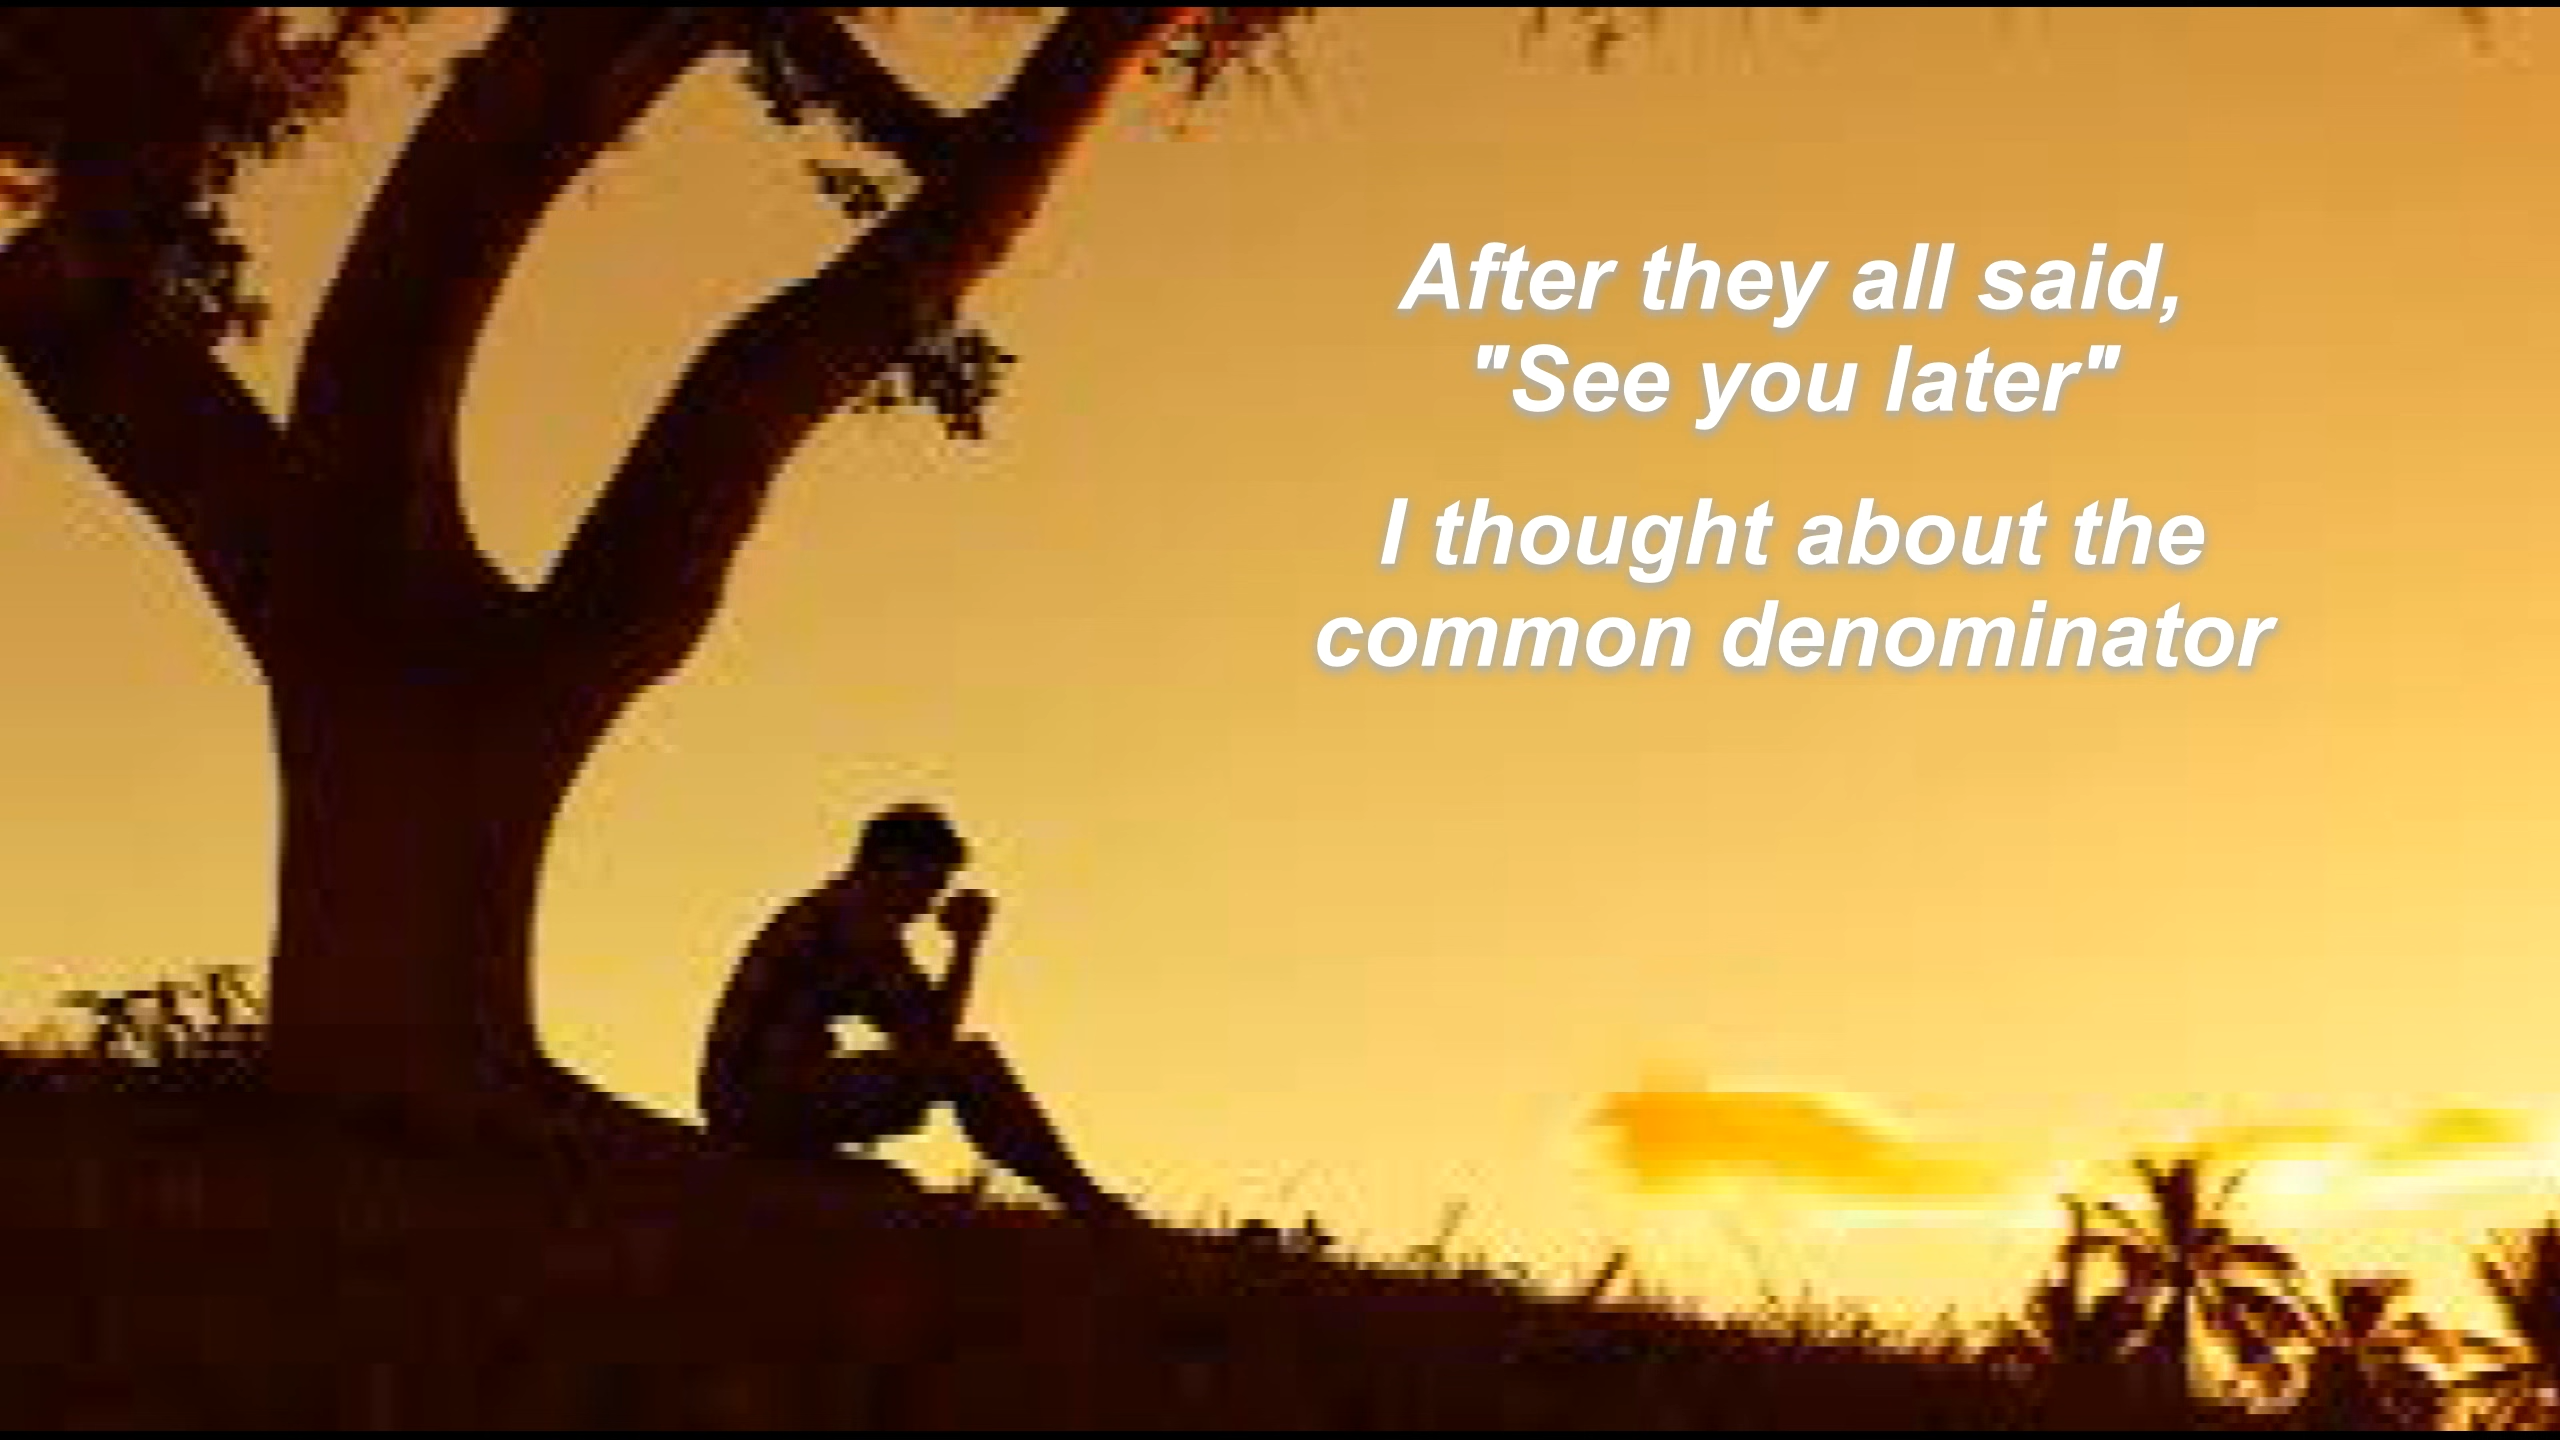 After they all said,
"See you later"
I thought about the
common denominator